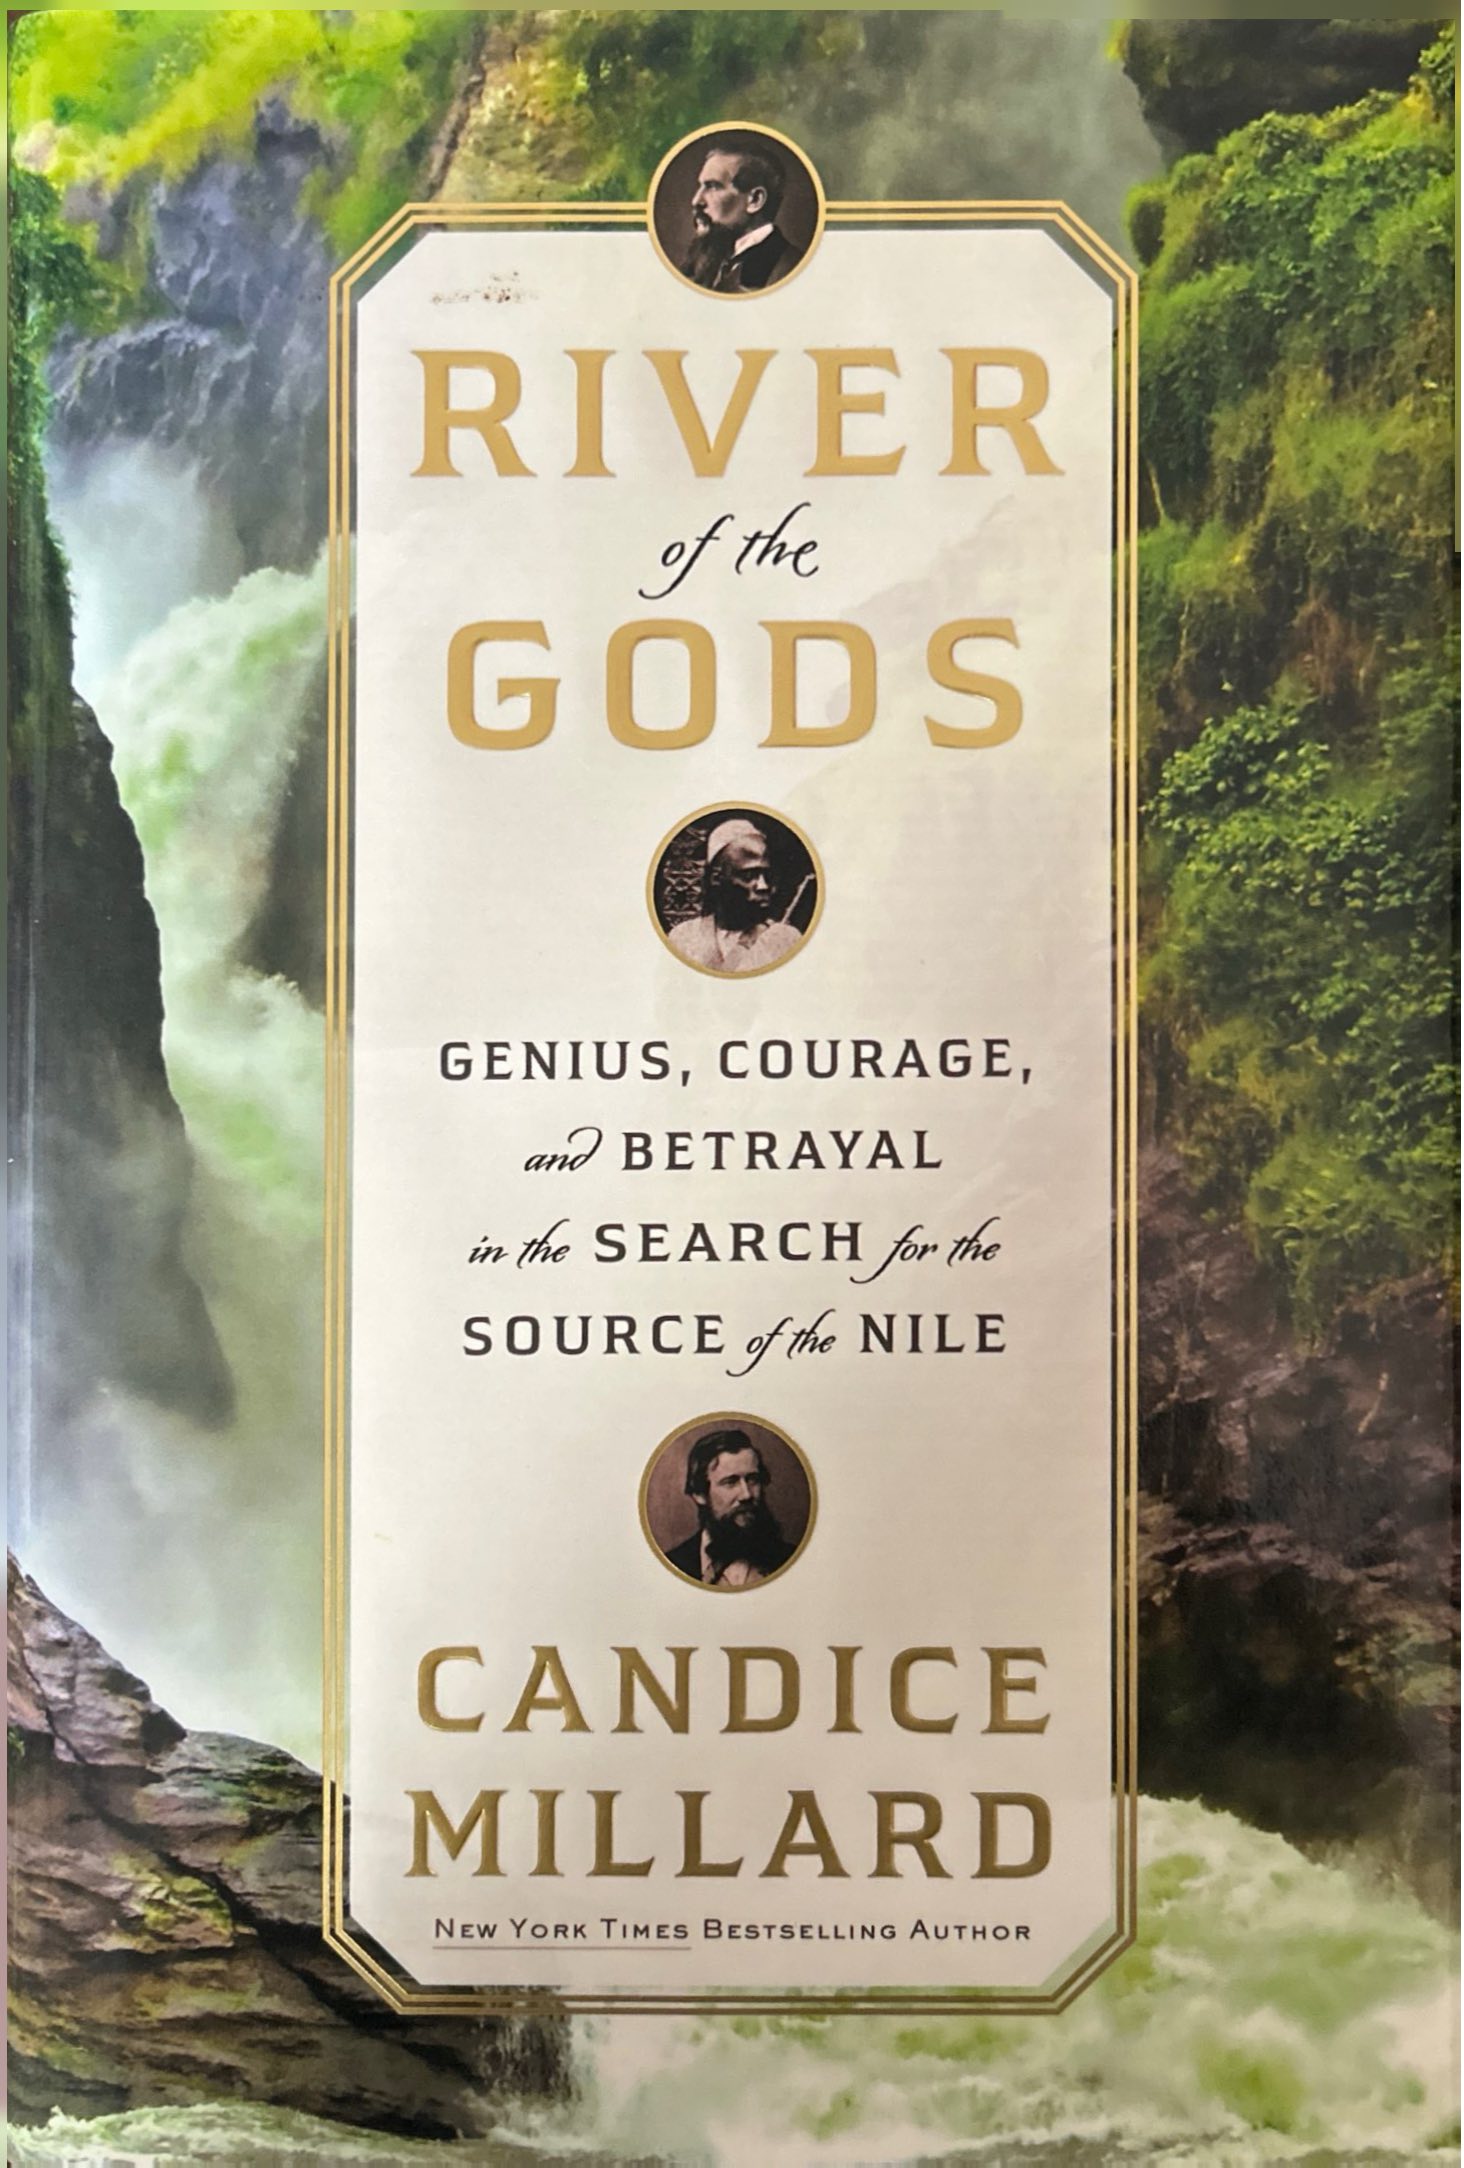 RIVER
of the
GODS
GENIUS, COURAGE,
and BETRAYAL
in the SEARCH for the
SOURCE of the NILE
CANDICE
MILLARD
NEW YORK TIMES BESTSELLING AUTHOR